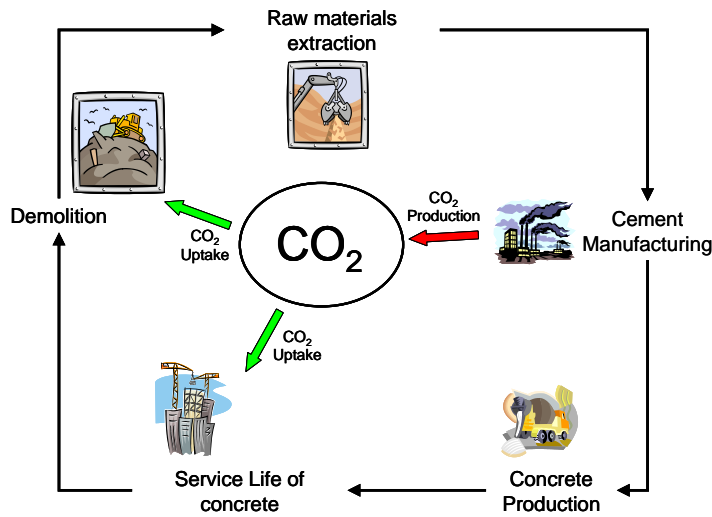 Raw materials
extraction
CO₂
Production
Demolition
CO₂
Uptake
CO₂
Cement
Manufacturing
CO₂
Uptake
Service Life of
concrete
Concrete
Production